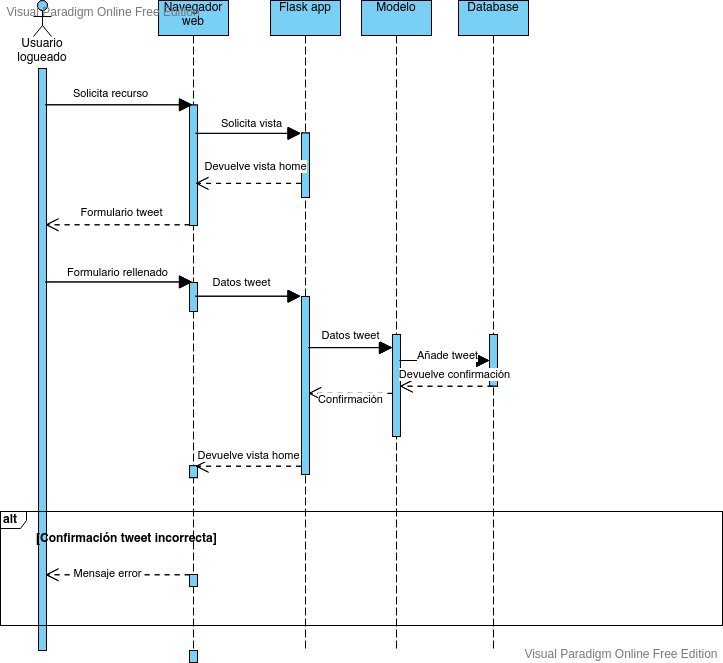 Visual Paradigm Online Free Edition
Usuario
logueado
Navegador
web
Flask app
Modelo
Database
Solicita recurso
Solicita vista
Devuelve vista home
Formulario tweet
Formulario rellenado
Datos tweet
Datos tweet
Añade tweet
Devuelve confirmación
Confirmación
Devuelve vista home
alt
[Confirmación tweet incorrecta]
Mensaje error
Visual Paradigm Online Free Edition